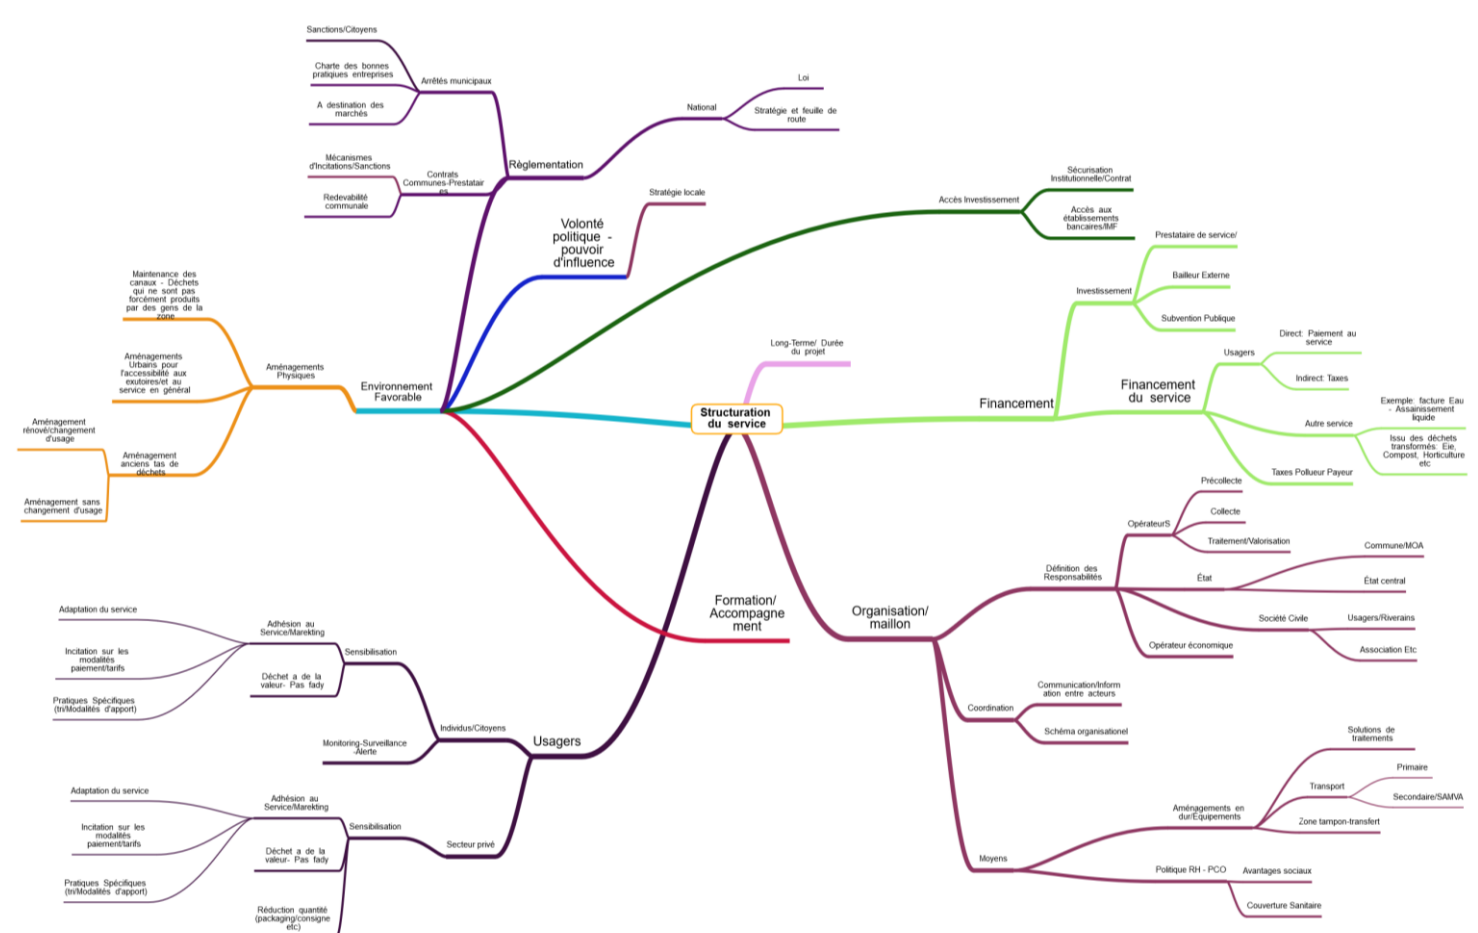 Sanctions/Citoyens
Charte des bonnes
pratiques entreprises
A destination des
marchés
Arrêtés municipaux
Mécanismes
d'Incitations/Sanctions
Redevabilité
communale
Contrats
Communes-Prestatair
es
Règlementation
National
Loi
Stratégie et feuille de
route
Volonté
politique -
pouvoir
d'influence
Stratégie locale
Accès Investissement
Sécurisation
Institutionnelle/Contrat
Accès aux
établissements
bancaires/IMF
Maintenance des
canaux - Déchets
qui ne sont pas
forcément produits
par des gens de la
zone
Aménagements
Urbains pour
l'accessibilité aux
exutoires/et au
service en général
Aménagement
rénové/changement
d'usage
Aménagement sans
changement d'usage
Aménagement
anciens tas de
déchets
Aménagements
Physiques
Environnement
Favorable
Long-Terme/ Durée
du projet
Structuration
du service
Financement
Investissement
Prestataire de service/
Bailleur Externe
Subvention Publique
Financement
du service
Usagers
Direct: Paiement au
service
Indirect: Taxes
Autre service
Exemple: facture Eau
- Assainissement
liquide
Issu des déchets
transformés: Eie,
Compost, Horticulture
etc
Taxes Pollueur Payeur
Formation/
Accompagne
ment
Organisation/
maillon
Définition des
Responsabilités
OpérateurS
Précollecte
Collecte
Traitement/Valorisation
État
Commune/MOA
État central
Société Civile
Usagers/Riverains
Association Etc
Opérateur économique
Coordination
Communication/Inform
ation entre acteurs
Schéma organisationel
Moyens
Aménagements en
dur/Equipements
Solutions de
traitements
Transport
Primaire
Secondaire/SAMVA
Zone tampon-transfert
Politique RH - PCO
Avantages sociaux
Couverture Sanitaire
Usagers
Individus/Citoyens
Sensibilisation
Adhésion au
Service/Marekting
Adaptation du service
Incitation sur les
modalités
paiement/tarifs
Pratiques Spécifiques
(tri/Modalités d'apport)
Déchet a de la
valeur- Pas fady
Monitoring-Surveillance
-Alerte
Secteur privé
Sensibilisation
Adhésion au
Service/Marekting
Adaptation du service
Incitation sur les
modalités
paiement/tarifs
Pratiques Spécifiques
(tri/Modalités d'apport)
Déchet a de la
valeur- Pas fady
Réduction quantité
(packaging/consigne
etc)